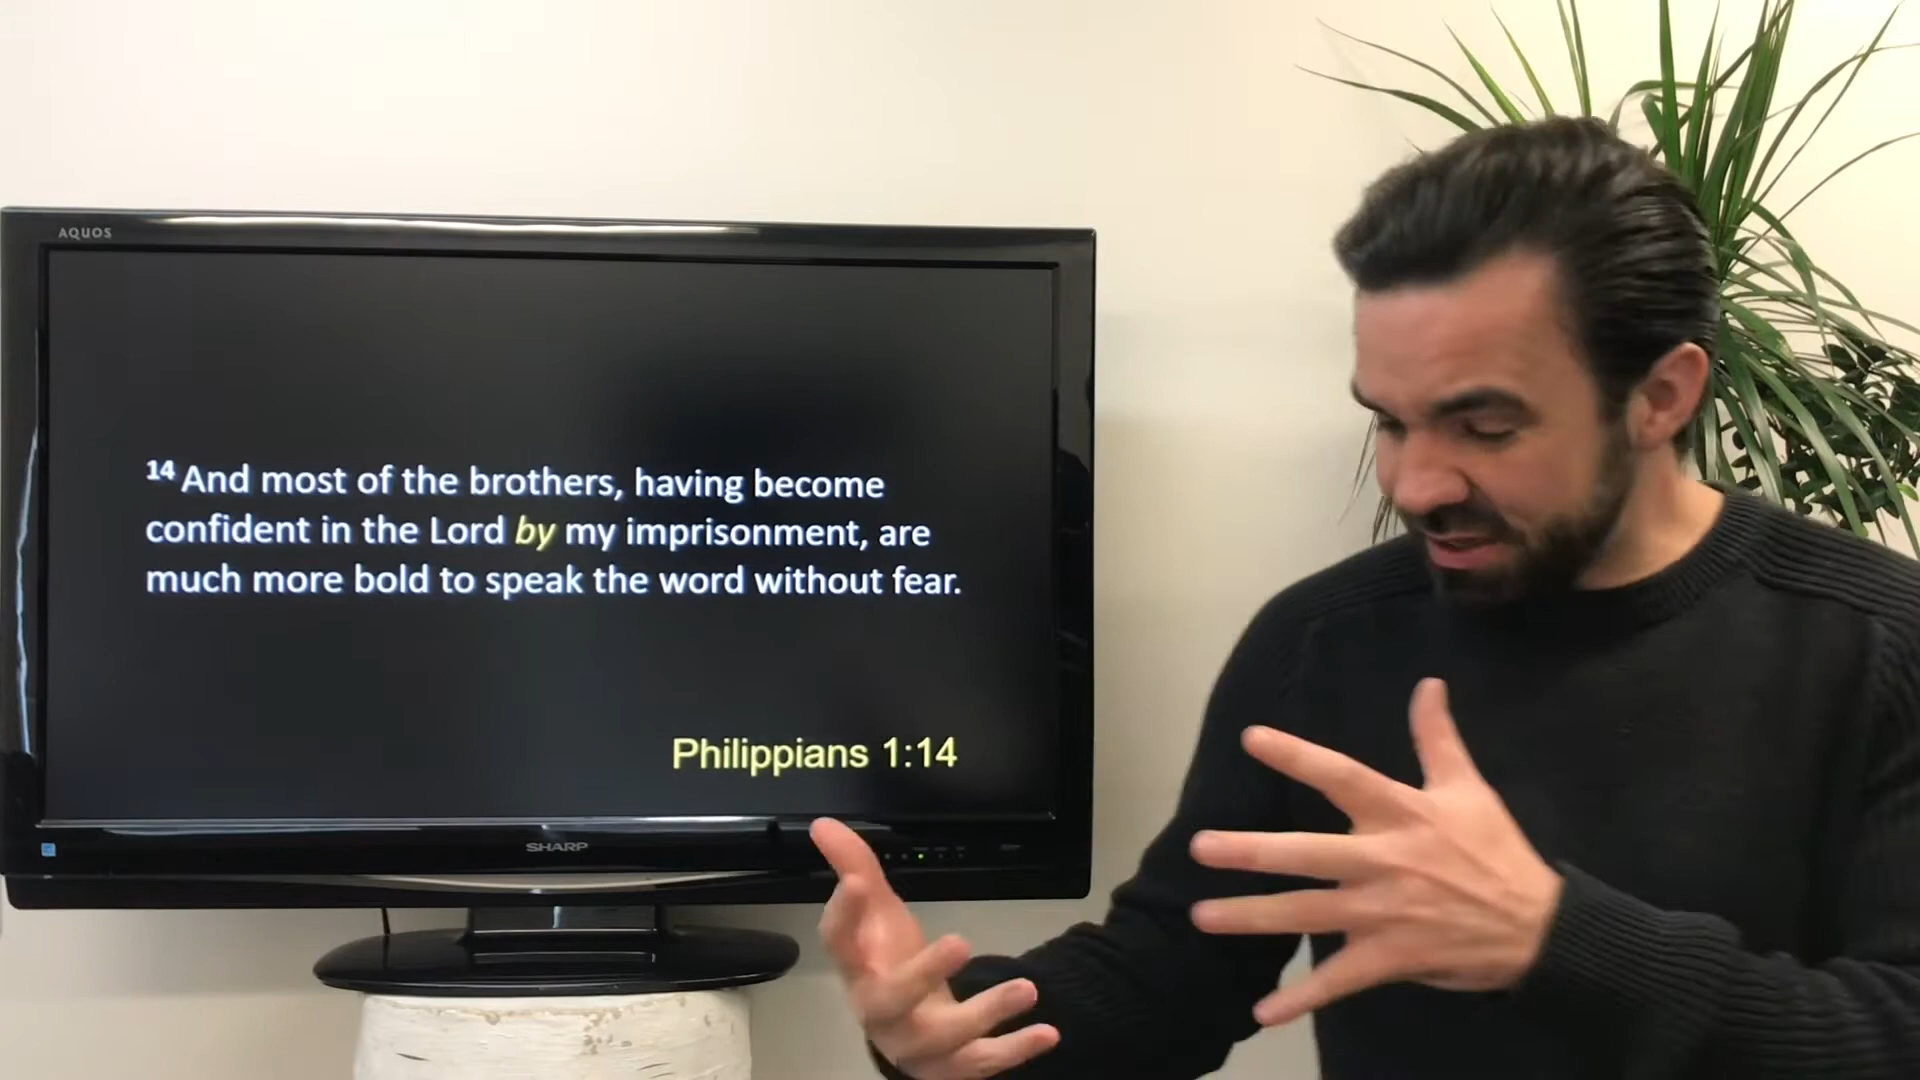 AQUOS
14 And most of the brothers, having become
confident in the Lord by my imprisonment, are
much more bold to speak the word without fear.
Philippians 1:14
SHARP